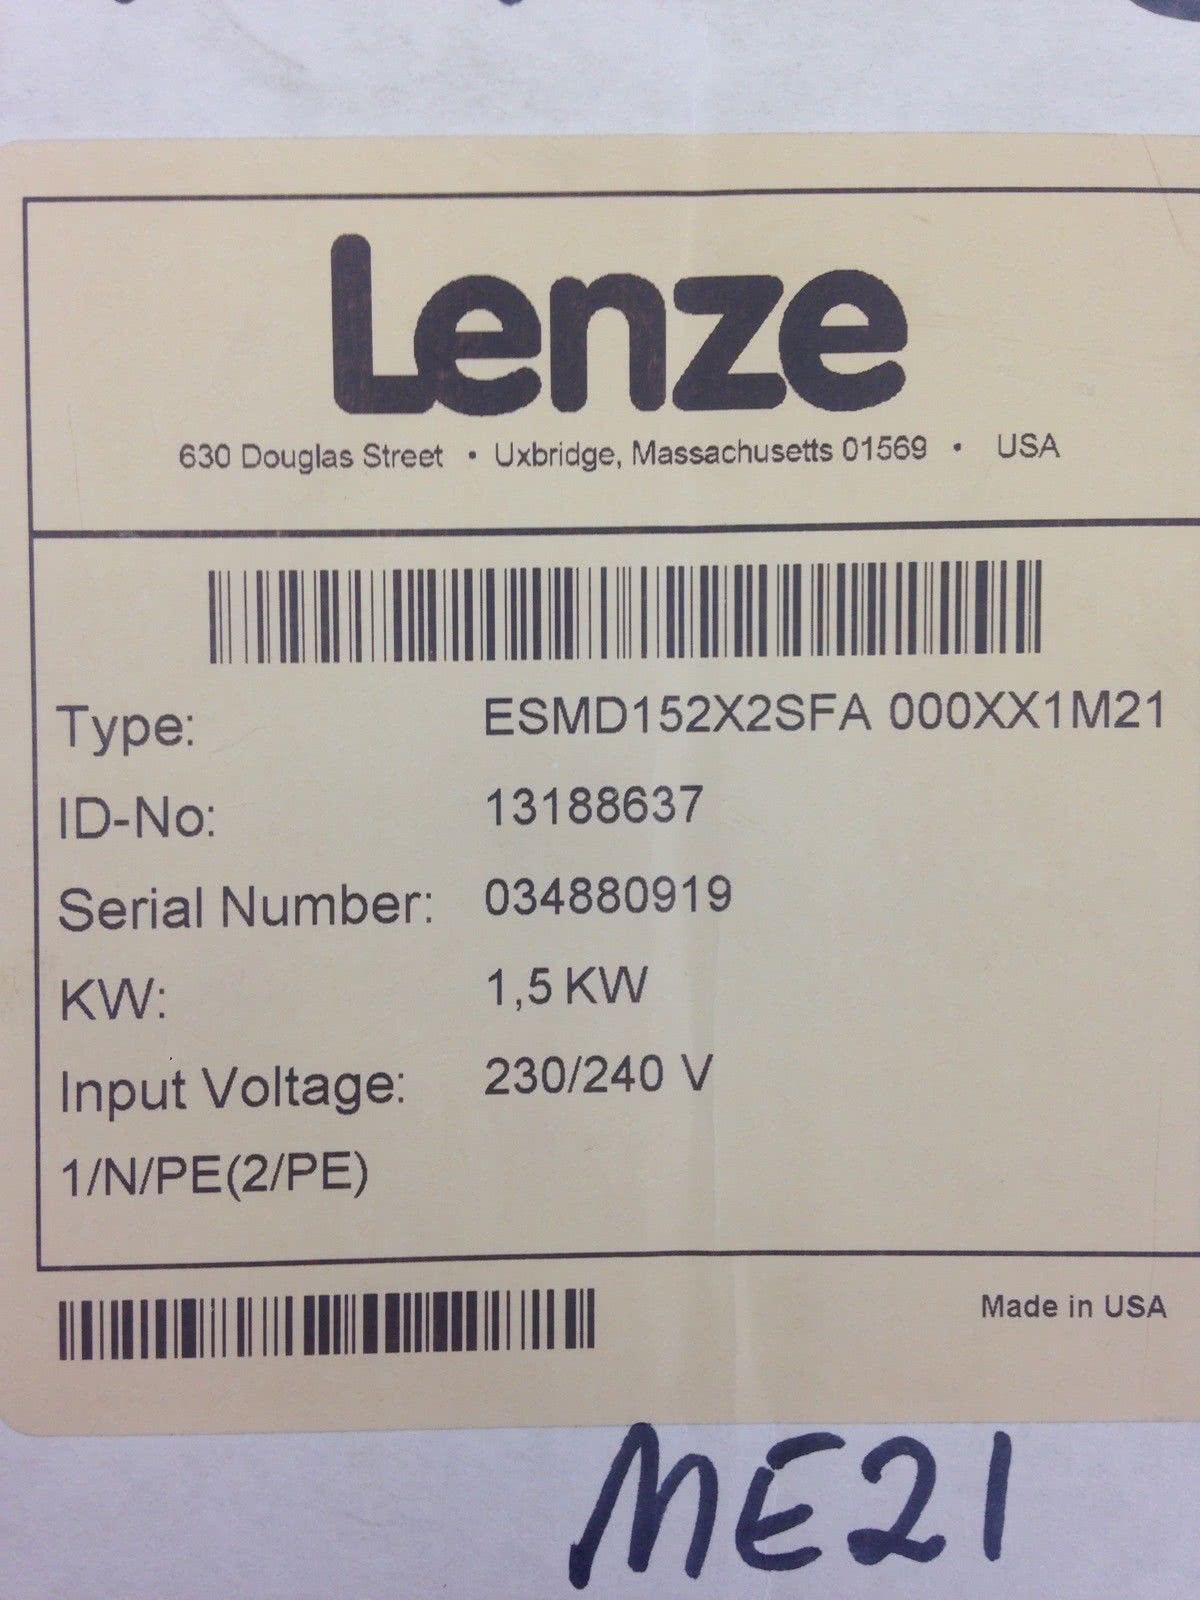 Lenze
630 Douglas Street • Uxbridge, Massachusetts 01569 • USA
Type: ESMD152X2SFA 000XX1M21
ID-No: 13188637
Serial Number: 034880919
KW: 1,5 KW
Input Voltage: 230/240 V
1/N/PE(2/PE)
Made in USA
ME21